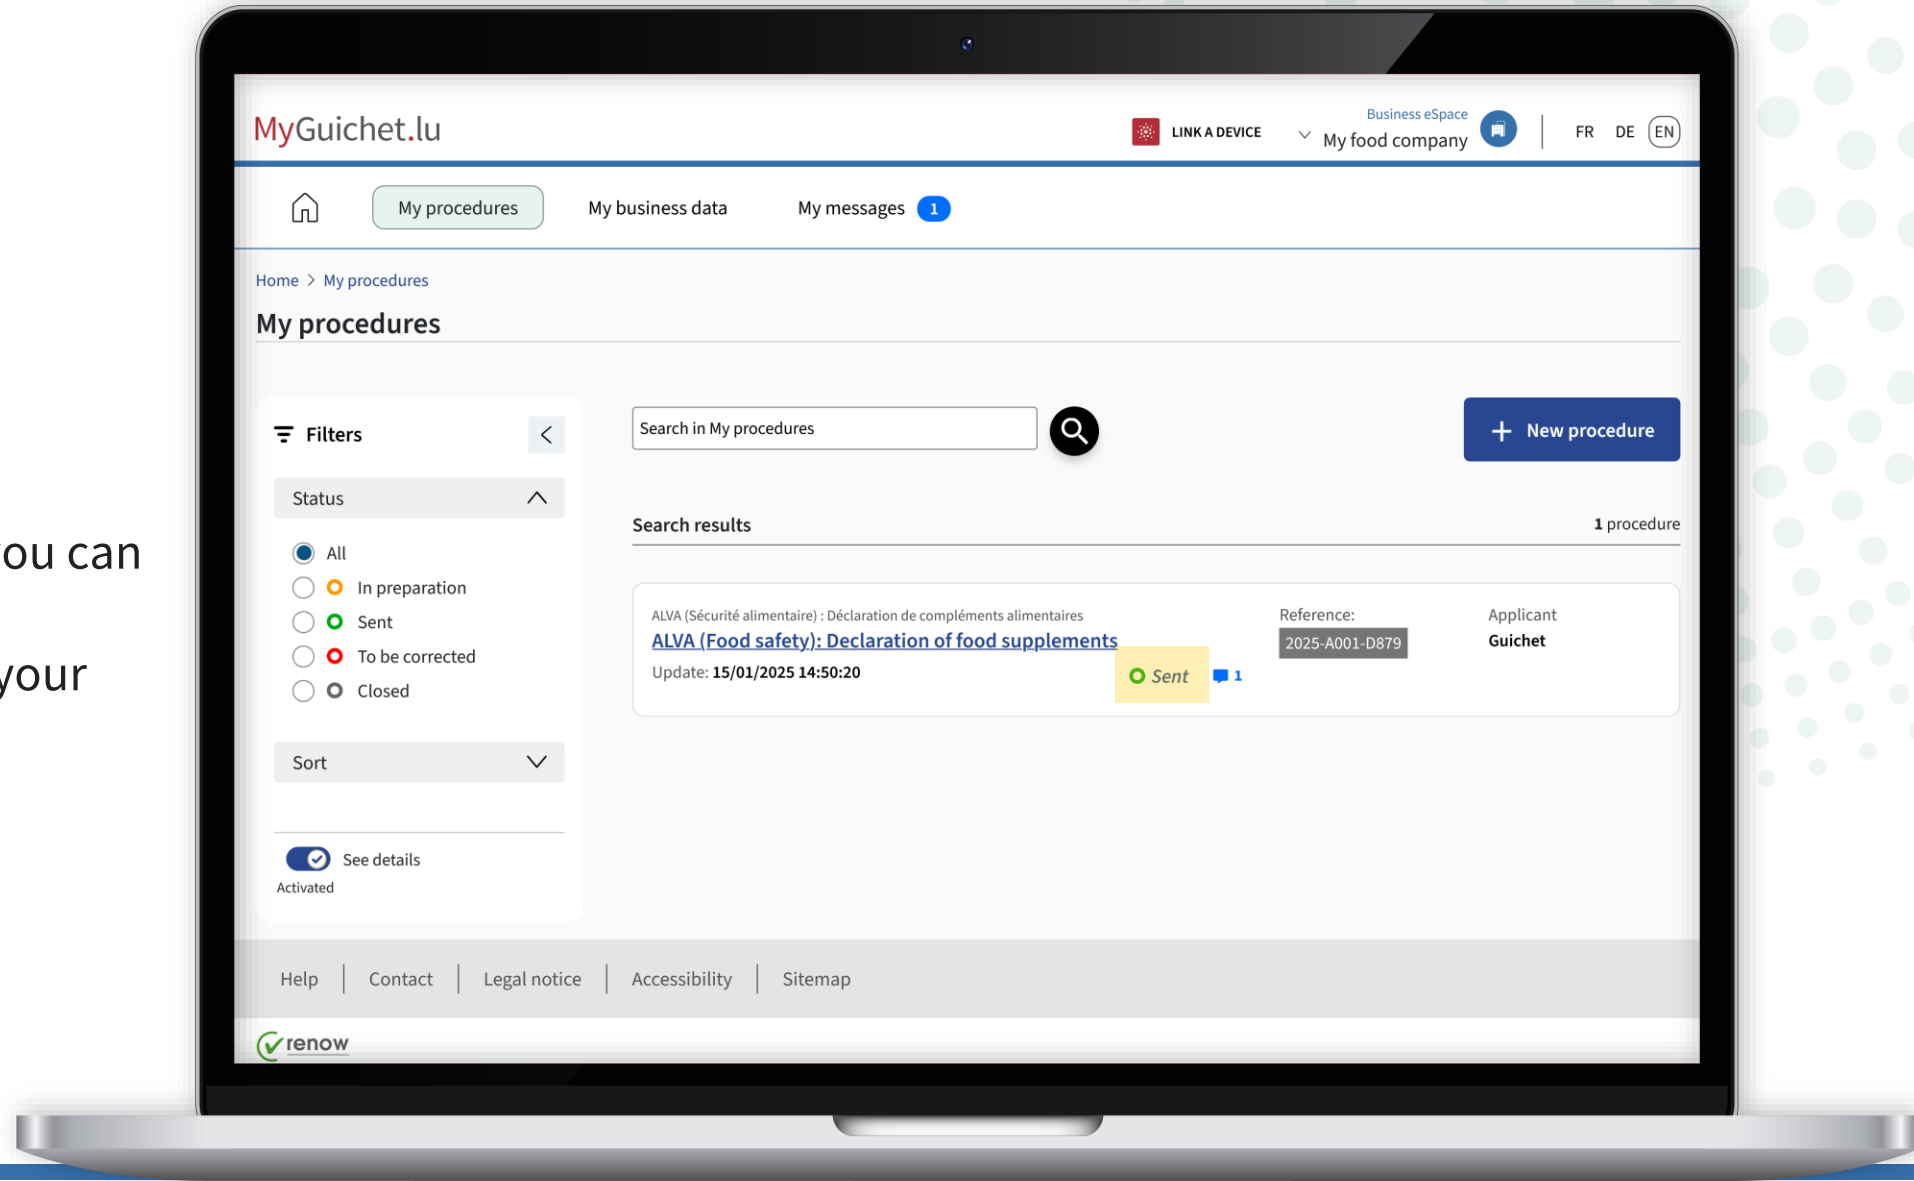 MyGuichet.lu
LINK A DEVICE
Business eSpace
My food company
FR DE EN
My procedures
My business data
My messages 1
Home > My procedures
My procedures
Filters
Status
All
In preparation
Sent
To be corrected
Closed
Sort
See details
Activated
Search in My procedures
+ New procedure
Search results
1 procedure
ALVA (Sécurité alimentaire) : Déclaration de compléments alimentaires
ALVA (Food safety): Declaration of food supplements
Update: 15/01/2025 14:50:20
Sent 1
Reference:
2025-A001-D879
Applicant
Guichet
you can
your
Help | Contact | Legal notice | Accessibility | Sitemap
renow